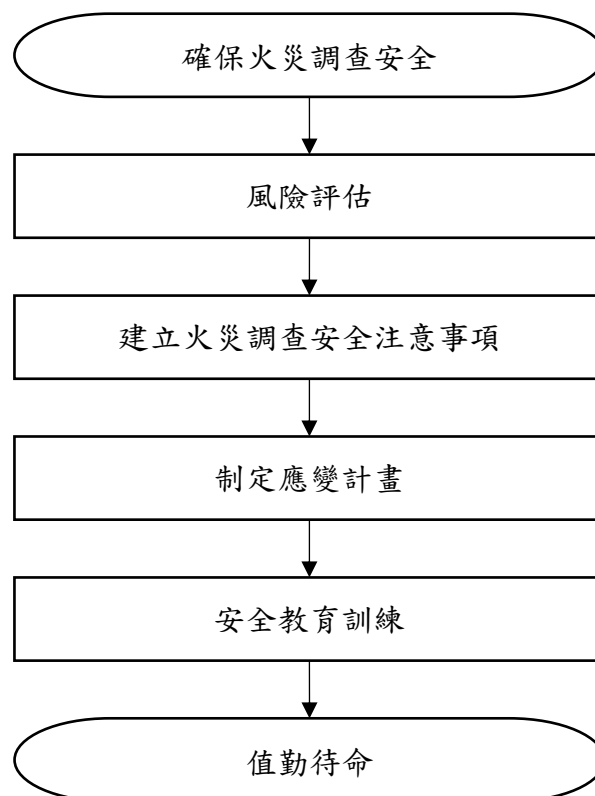 確保火災調查安全
風險評估
建立火災調查安全注意事項
制定應變計畫
安全教育訓練
值勤待命